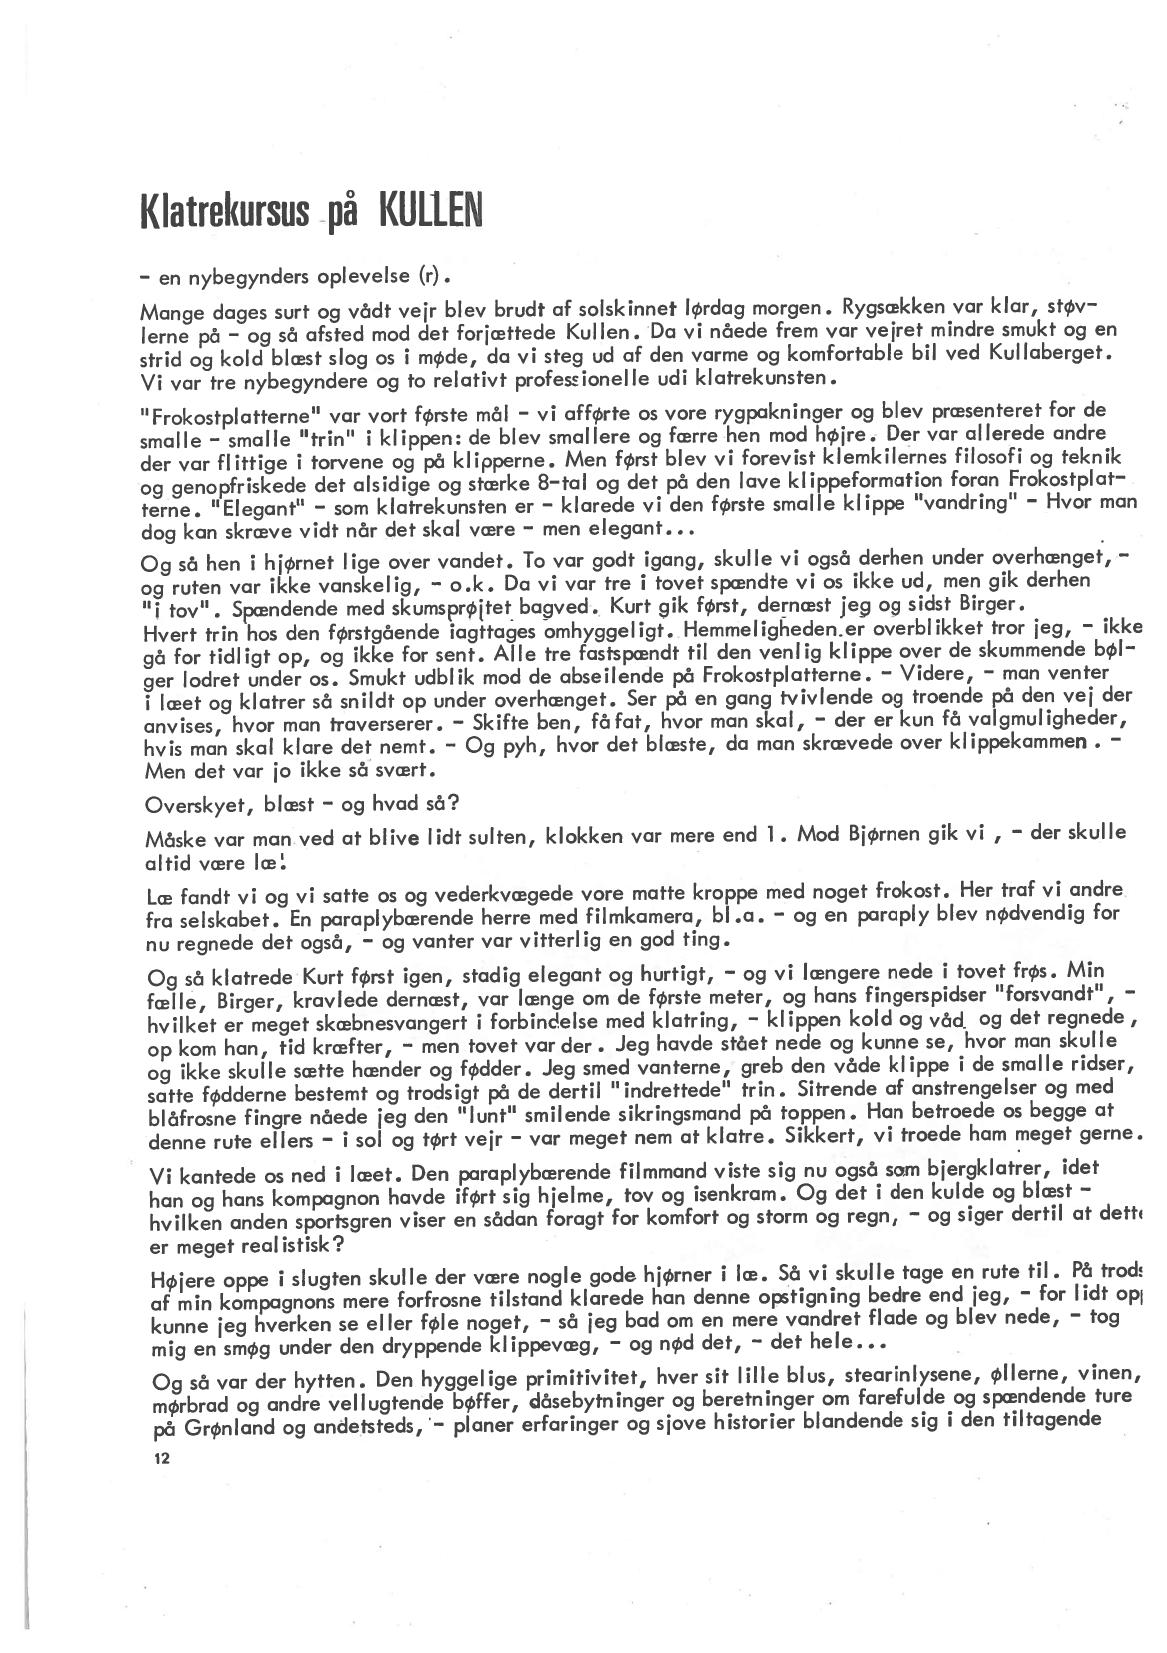 Klatrekursus på KULLEN
- en nybegynders oplevelse (r).
Mange dages surt og vådt vejr blev brudt af solskinnet lørdag morgen. Rygsækken var klar, støv-
lerne på - og så afsted mod det forjættede Kullen. Da vi nåede frem var vejret mindre smukt og en
strid og kold blæst slog os i møde, da vi steg ud af den varme og komfortable bil ved Kullaberget.
Vi var tre nybegyndere og to relativt professionelle udi klatrekunsten.
"Frokostplatterne" var vort første mål - vi afførte os vore rygpakninger og blev præsenteret for de
smalle - smalle "trin" i klippen: de blev smallere og færre hen mod højre. Der var allerede andre
der var flittige i torvene og på klipperne. Men først blev vi forevist klemkilernes filosofi og teknik
og genopfriskede det alsidige og stærke 8-tal og det på den lave klippeformation foran Frokostplat-
terne. "Elegant" - som klatrekunsten er - klarede vi den første smalle klippe "vandring" - Hvor man
dog kan skræve vidt når det skal være - men elegant...
Og så hen i hjørnet lige over vandet. To var godt igang, skulle vi også derhen under overhænget, -
og ruten var ikke vanskelig, - o.k. Da vi var tre i tovet spændte vi os ikke ud, men gik derhen
"i tov". Spændende med skumsprøjtet bagved. Kurt gik først, dernæst jeg og sidst Birger.
Hvert trin hos den førstgående iagttages omhyggeligt. Hemmeligheden er overblikket tror jeg, - ikke
gå for tidligt op, og ikke for sent. Alle tre fastspændt til den venlig klippe over de skummende bøl-
ger lodret under os. Smukt udblik mod de abseilende på Frokostplatterne. - Videre, - man venter
i læet og klatrer så snildt op under overhænget. Ser på en gang tvivlende og troende på den vej der
anvises, hvor man traverserer. - Skifte ben, få fat, hvor man skal, - der er kun få valgmuligheder,
hvis man skal klare det nemt. - Og pyh, hvor det blæste, da man skrævede over klippekammen . -
Men det var jo ikke så svært.
Overskyet, blæst - og hvad så?
Måske var man ved at blive lidt sulten, klokken var mere end 1. Mod Bjørnen gik vi , - der skulle
altid være læ!
Læ fandt vi og vi satte os og vederkvægede vore matte kroppe med noget frokost. Her traf vi andre
fra selskabet. En paraplybærende herre med filmkamera, bl.a. - og en paraply blev nødvendig for
nu regnede det også, - og vanter var vitterlig en god ting.
Og så klatrede Kurt først igen, stadig elegant og hurtigt, - og vi længere nede i tovet frøs. Min
fælle, Birger, kravlede dernæst, var længe om de første meter, og hans fingerspidser "forsvandt", -
hvilket er meget skæbnesvangert i forbindelse med klatring, - klippen kold og våd og det regnede ,
op kom han, tid kræfter, - men tovet var der. Jeg havde stået nede og kunne se, hvor man skulle
og ikke skulle sætte hænder og fødder. Jeg smed vanterne, greb den våde klippe i de smalle ridser,
satte fødderne bestemt og trodsigt på de dertil "indrettede" trin. Sitrende af anstrengelser og med
blåfrosne fingre nåede jeg den "lunt" smilende sikringsmand på toppen. Han betroede os begge at
denne rute ellers - i sol og tørt vejr - var meget nem at klatre. Sikkert, vi troede ham meget gerne.
Vi kantede os ned i læet. Den paraplybærende filmmand viste sig nu også som bjergklatrer, idet
han og hans kompagnon havde iført sig hjelme, tov og isenkram. Og det i den kulde og blæst -
hvilken anden sportsgren viser en sådan foragt for komfort og storm og regn, - og siger dertil at dett
er meget realistisk?
Højere oppe i slugten skulle der være nogle gode hjørner i læ. Så vi skulle tage en rute til. På trods
af min kompagnons mere forfrosne tilstand klarede han denne opstigning bedre end jeg, - for lidt opp
kunne jeg hverken se eller føle noget, - så jeg bad om en mere vandret flade og blev nede, - tog
mig en smøg under den dryppende klippevæg, - og nød det, - det hele...
Og så var der hytten. Den hyggelige primitivitet, hver sit lille blus, stearinlysene, øllerne, vinen,
mørbrad og andre vellugtende bøffer, dåsebytninger og beretninger om farefulde og spændende ture
på Grønland og andetsteds, - planer erfaringer og sjove historier blandende sig i den tiltagende
12